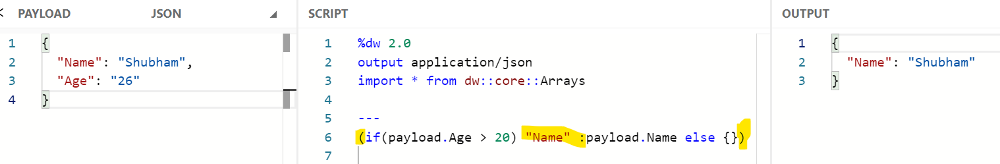 PAYLOAD JSON
1 {
2 "Name": "Shubham",
3 "Age": "26"
4 }
SCRIPT
1 %dw 2.0
2 output application/json
3 import * from dw::core::Arrays
4
5 ---
6 (if(payload.Age > 20) "Name" :payload.Name else {})
7
OUTPUT
1 {
2 "Name": "Shubham"
3 }